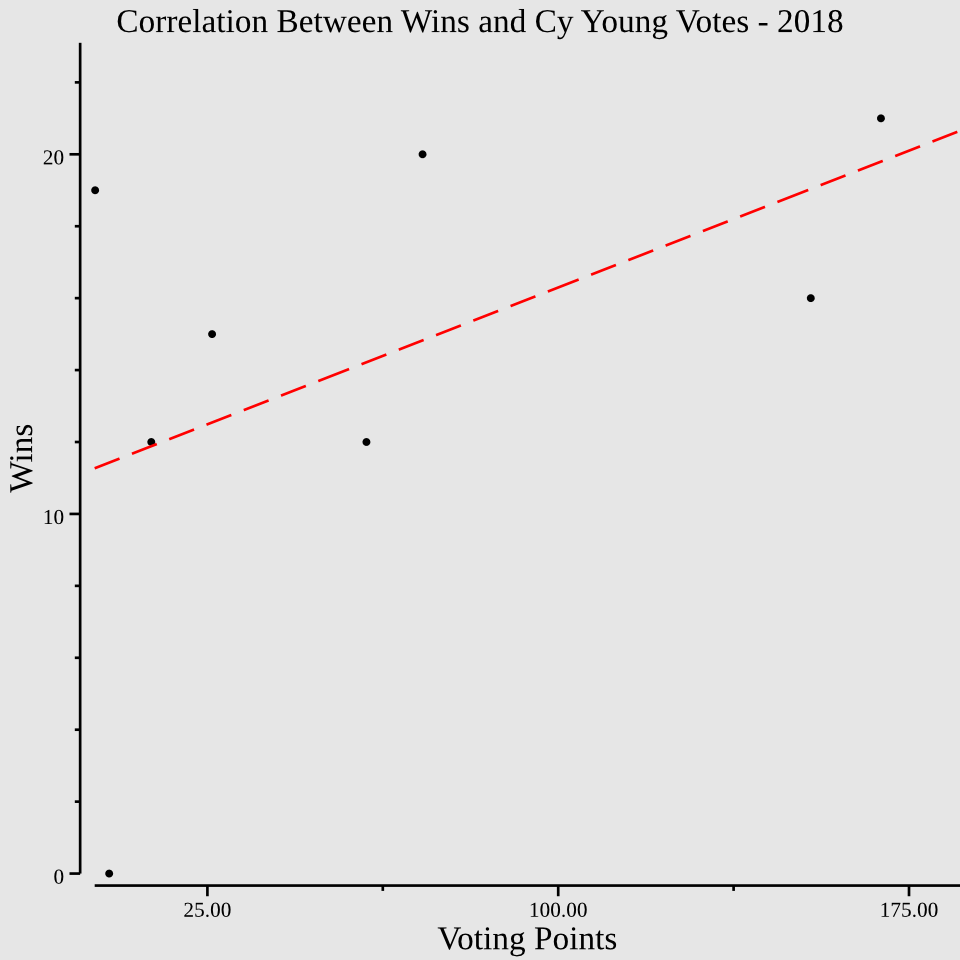 Correlation Between Wins and Cy Young Votes - 2018
20
10
0
Wins
25.00 100.00 175.00
Voting Points